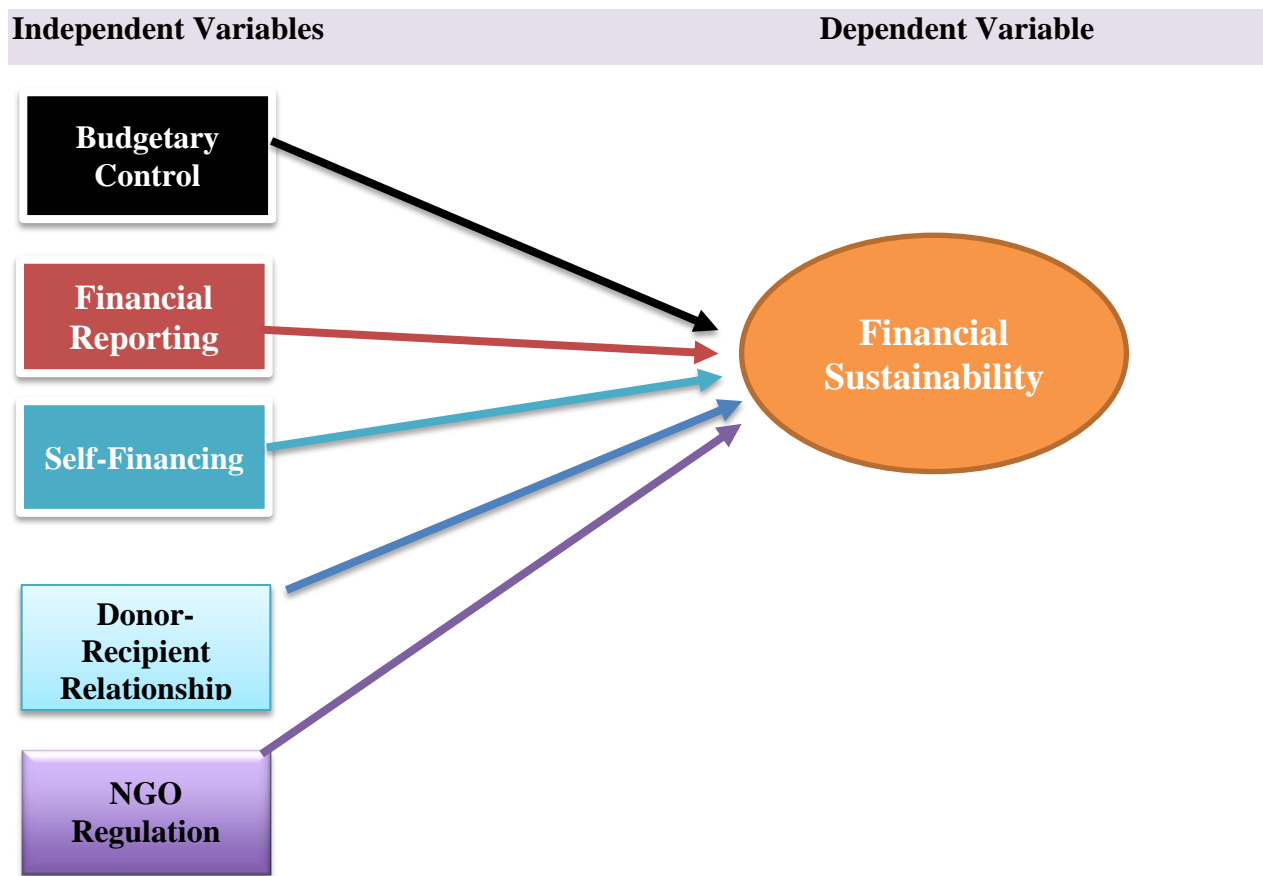 Independent Variables
Dependent Variable
Budgetary
Control
Financial
Reporting
Self-Financing
Donor-
Recipient
Relationship
NGO
Regulation
Financial
Sustainability